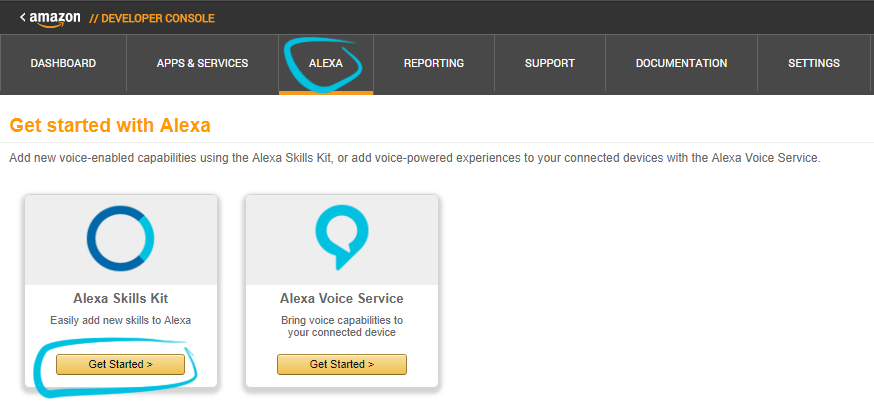 < amazon // DEVELOPER CONSOLE
DASHBOARD APPS & SERVICES ALEXA REPORTING SUPPORT DOCUMENTATION SETTINGS
Get started with Alexa
Add new voice-enabled capabilities using the Alexa Skills Kit, or add voice-powered experiences to your connected devices with the Alexa Voice Service.
Alexa Skills Kit
Easily add new skills to Alexa
Get Started >
Alexa Voice Service
Bring voice capabilities to
your connected device
Get Started >